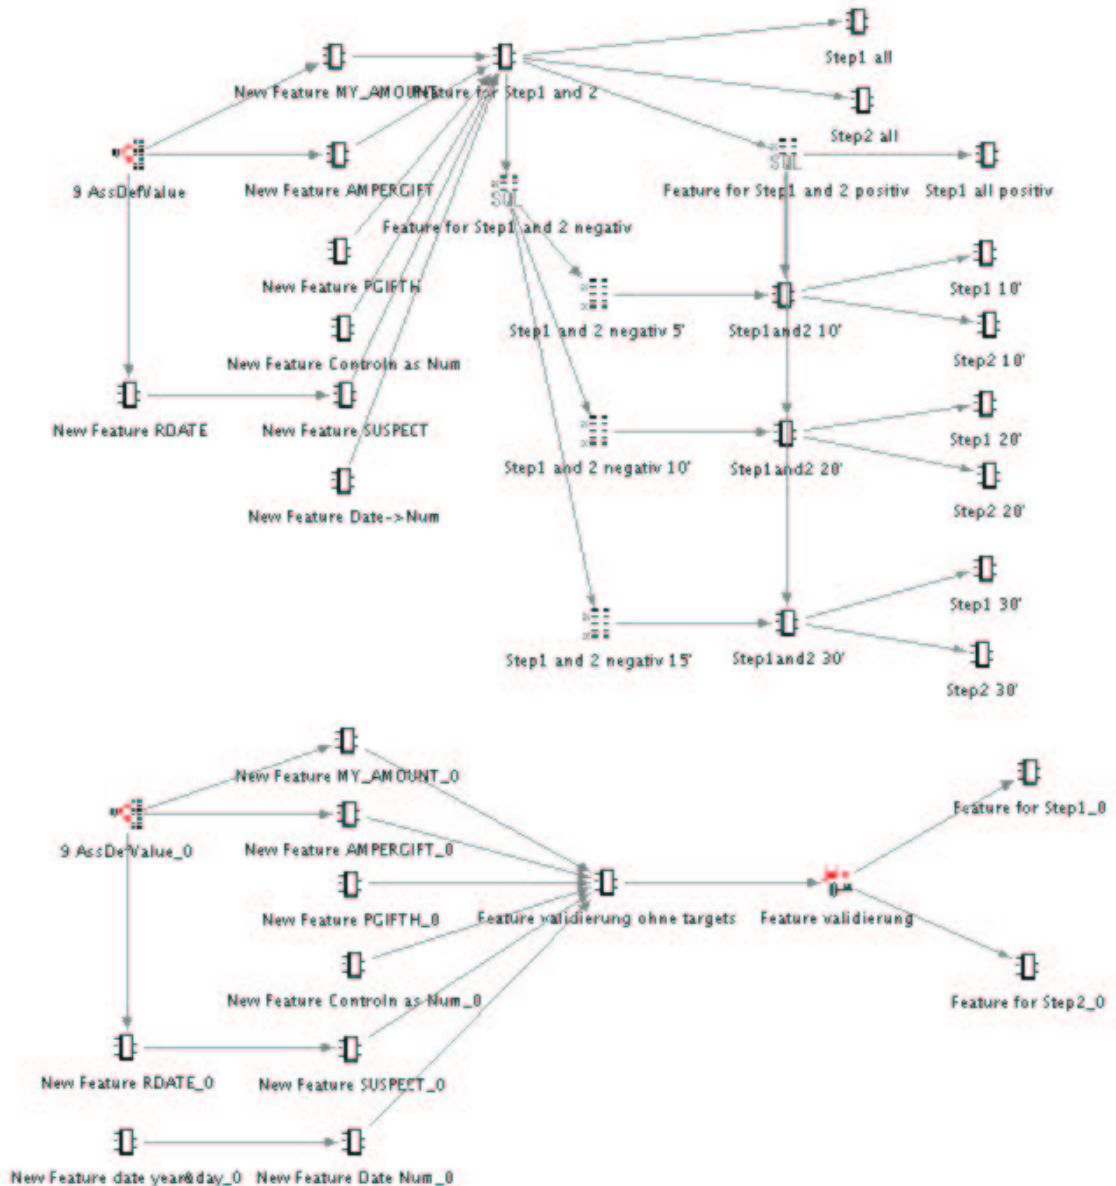 Step1 all
New Feature MY_AMOUNT
Feature for Step1 and 2
Step2 all
9 AssDefValue
New Feature AMPERGIFT
Feature for Step1 and 2 positiv
Step1 all positiv
Feature for Step1 and 2 negativ
New Feature PGIFTH
Step1 10'
Step1 and 2 negativ 5'
Step1and2 10'
New Feature Controln as Num
Step2 10'
New Feature RDATE
New Feature SUSPECT
Step1 20'
Step1 and 2 negativ 10'
Step1and2 20'
New Feature Date->Num
Step2 20'
Step1 30'
Step1 and 2 negativ 15'
Step1and2 30'
Step2 30'
New Feature MY_AMOUNT_0
Feature for Step1_0
9 AssDefValue_0
New Feature AMPERGIFT_0
New Feature PGIFTH_0
Feature validierung ohne targets
Feature validierung
New Feature Controln as Num_0
Feature for Step2_0
New Feature RDATE_0
New Feature SUSPECT_0
New Feature date year&day_0
New Feature Date Num_0